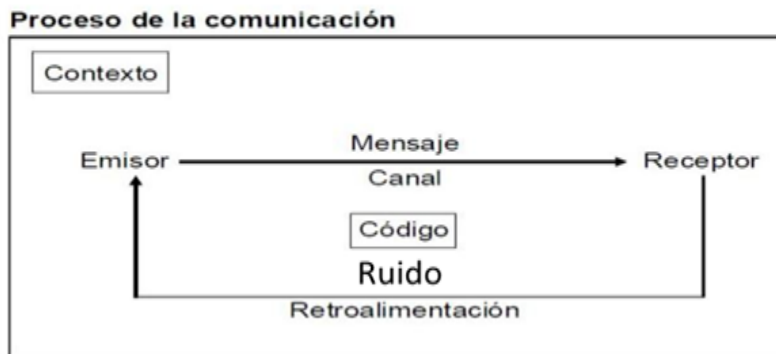 Proceso de la comunicación
Contexto
Mensaje
Emisor
Receptor
Canal
Código
Ruido
Retroalimentación